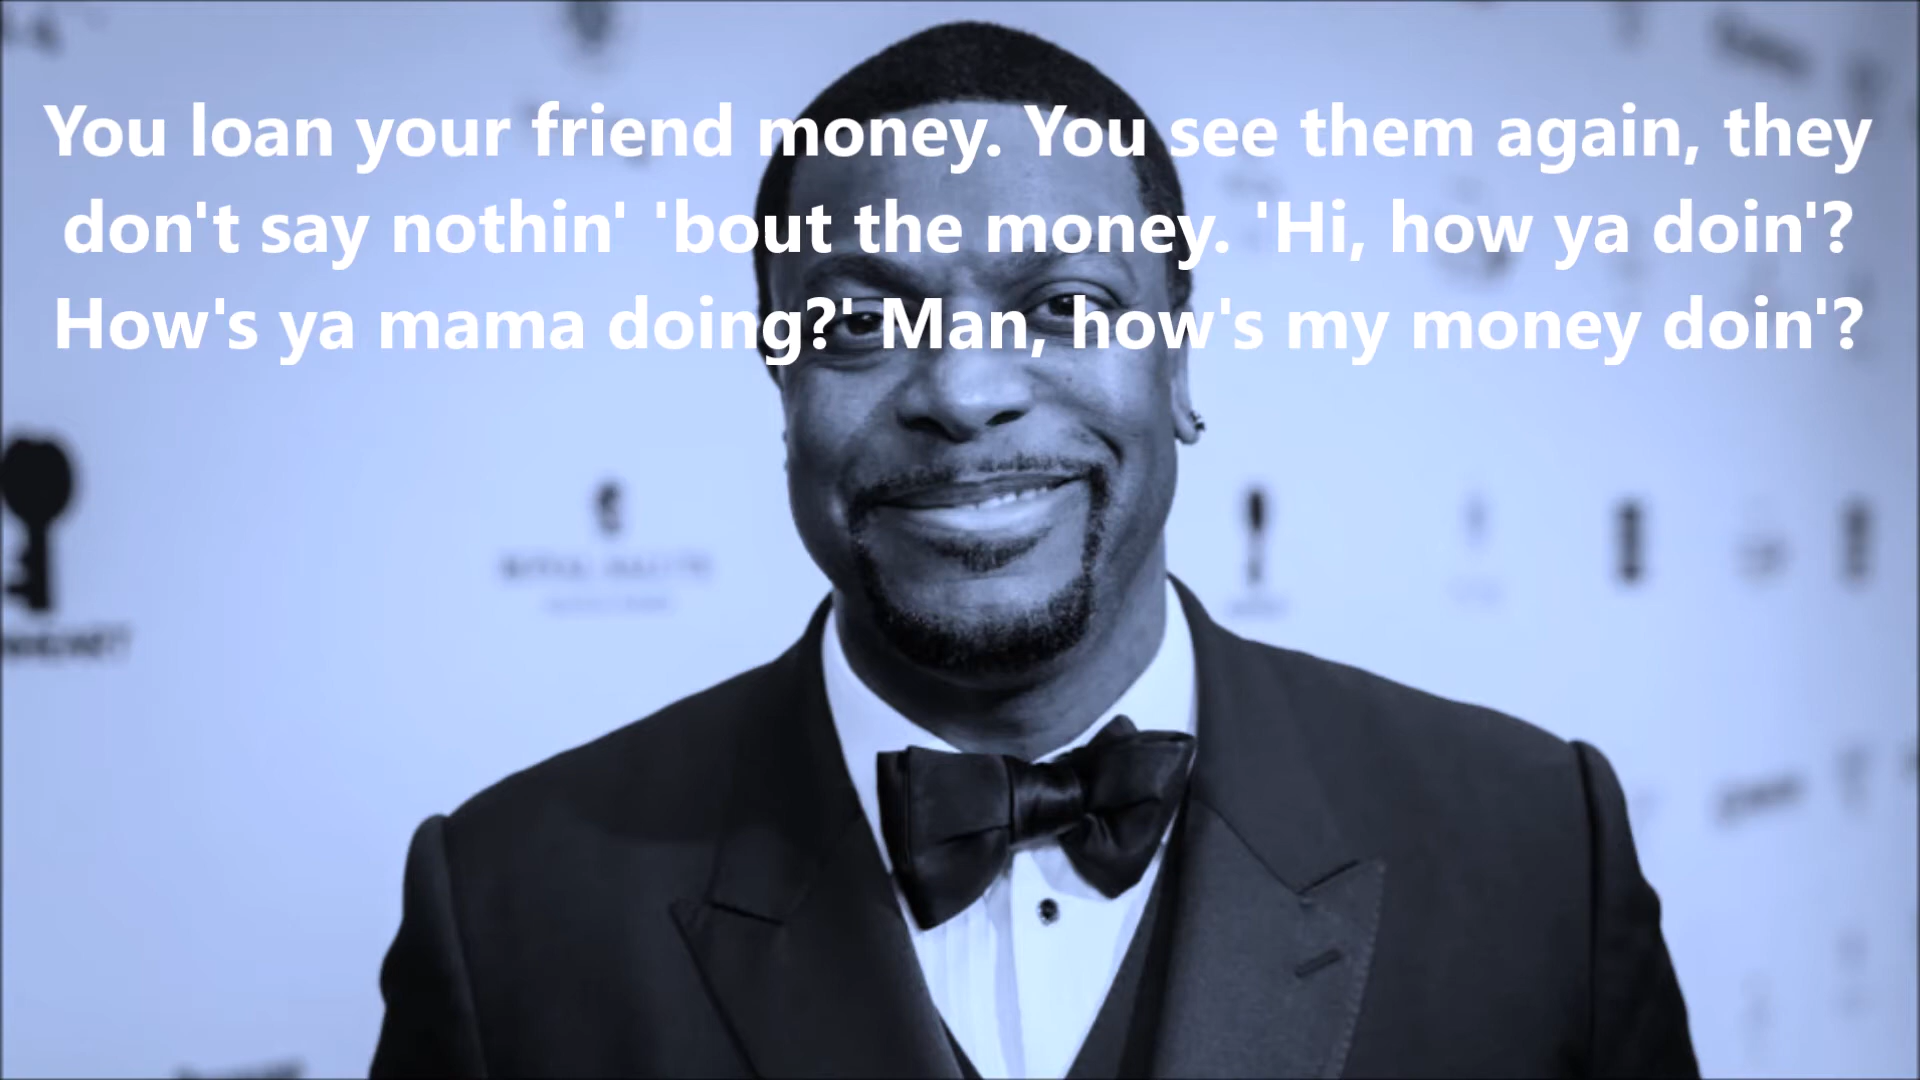 You loan your friend money. You see them again, they
don't say nothin' 'bout the money. 'Hi, how ya doin'?
How's ya mama doing?' Man, how's my money doin'?